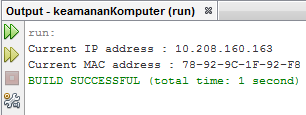 Output - keamananKomputer (run)
run:
Current IP address : 10.208.160.163
Current MAC address : 78-92-9C-1F-92-F8
BUILD SUCCESSFUL (total time: 1 second)